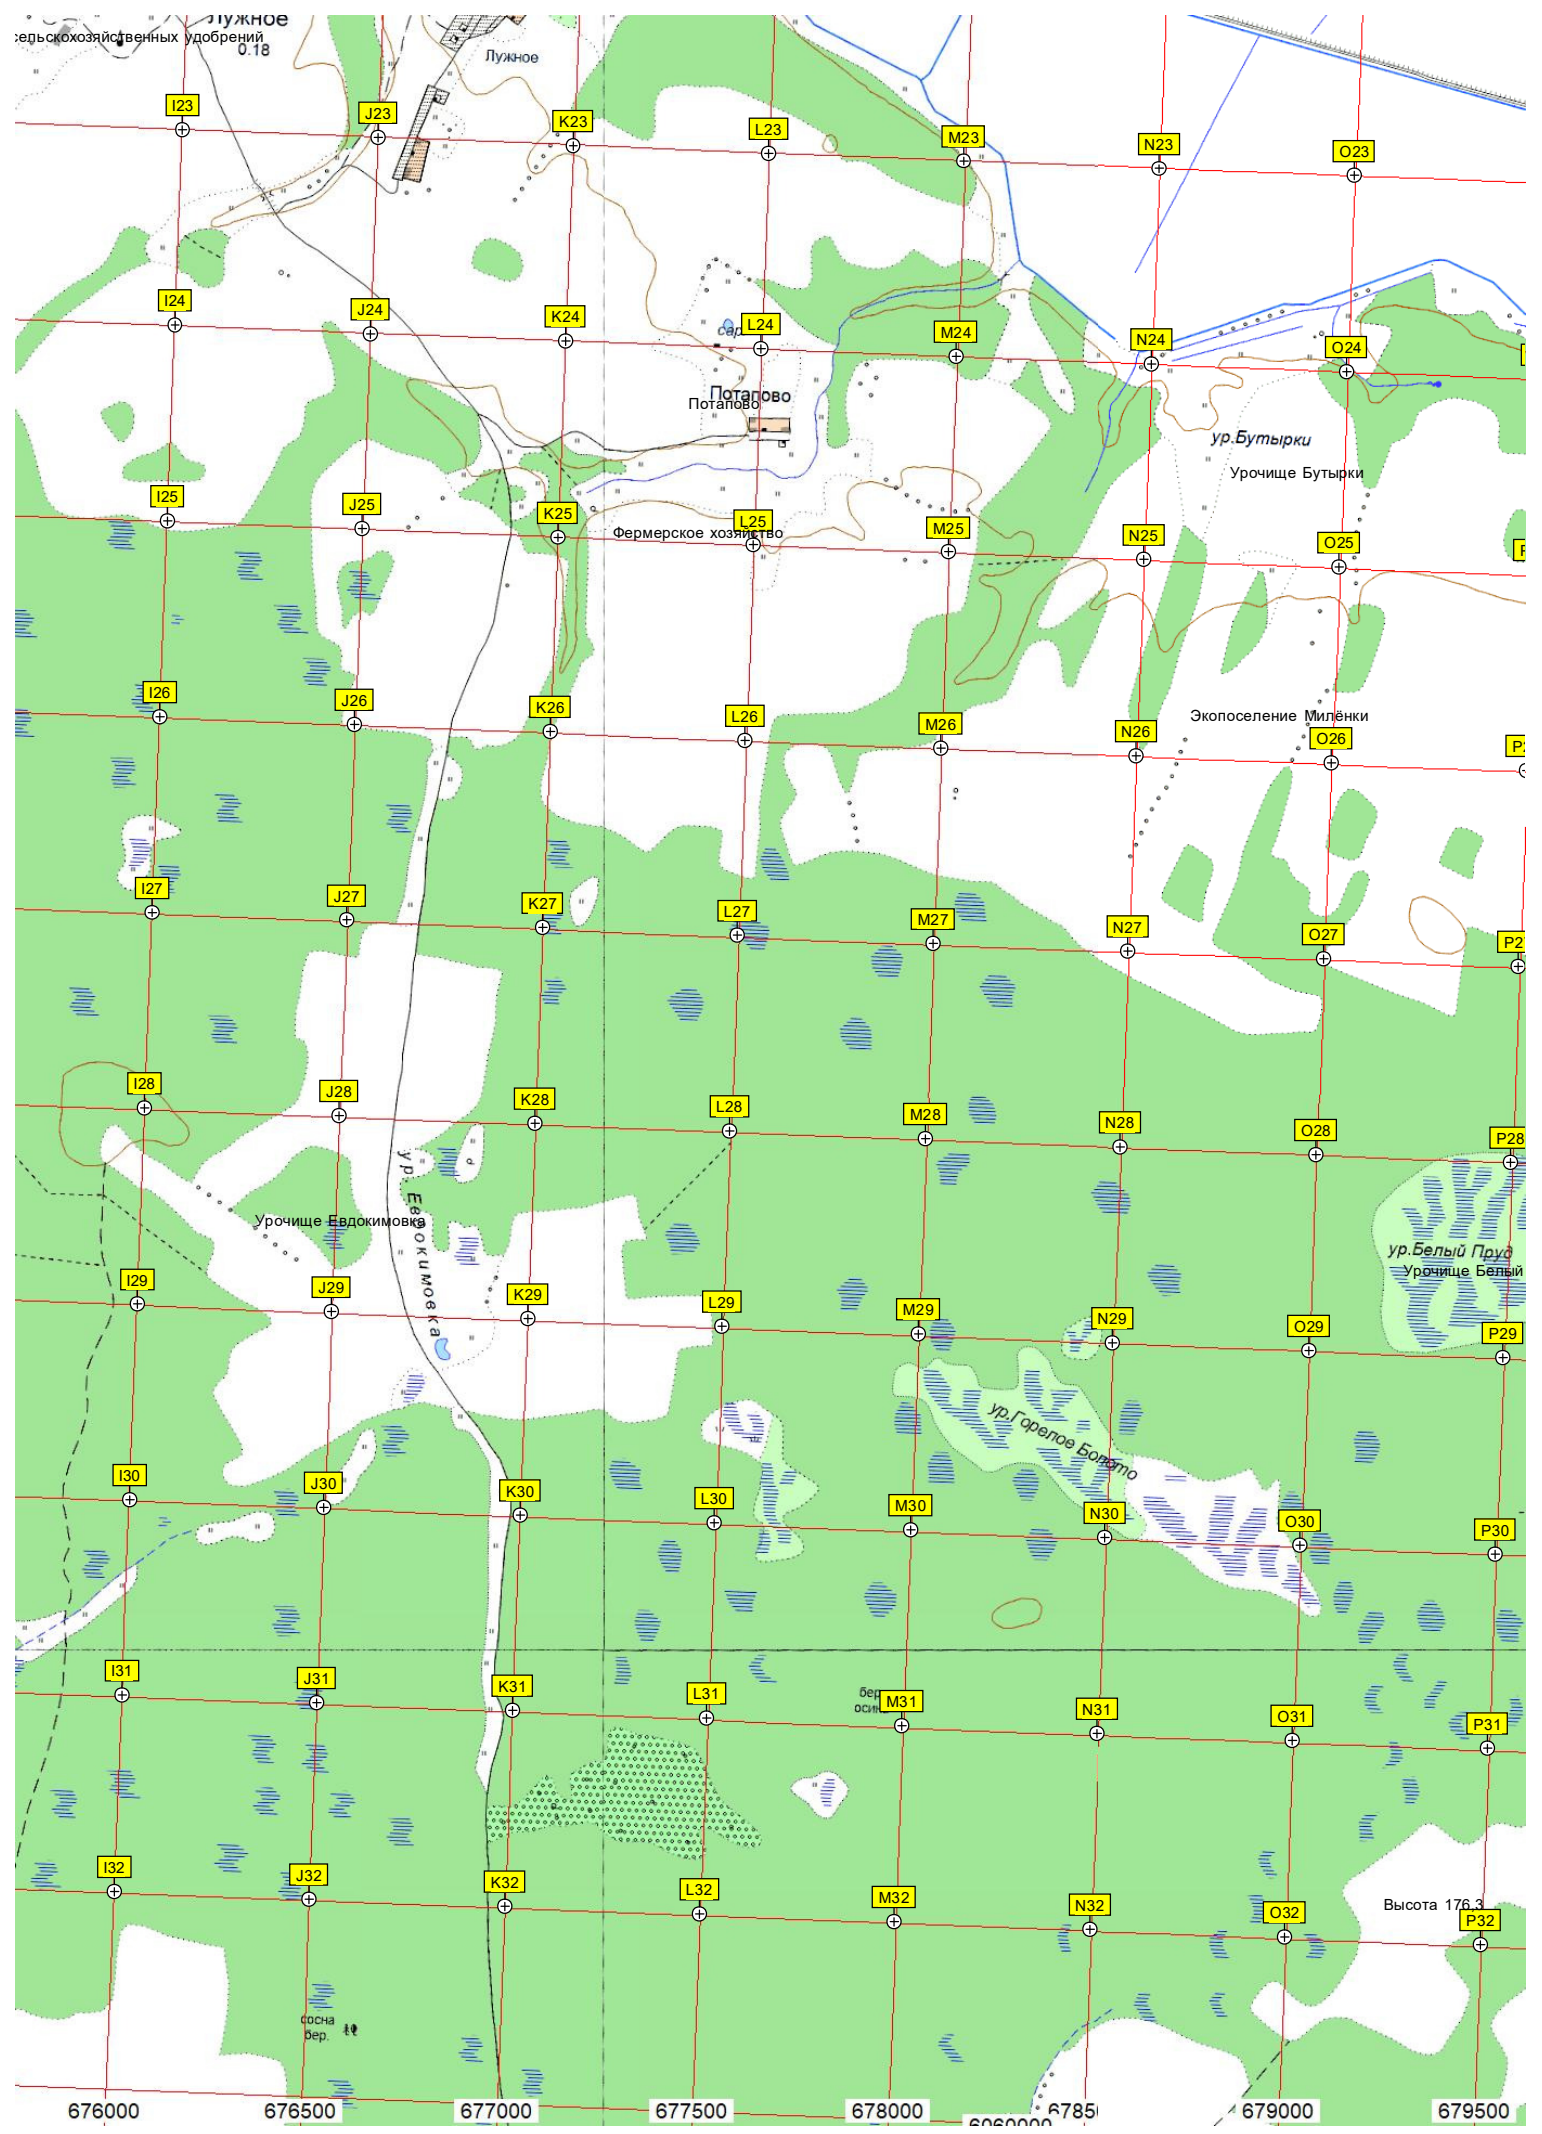 Лужное
сельскохозяйственных удобрений
0.18
Лужное
I23
J23
K23
L23
M23
N23
O23
I24
J24
K24
сар
L24
M24
N24
O24
Потапово
Потапово
ур.Бутырки
Урочище Бутырки
I25
J25
K25
L25
Фермерское хозяйство
M25
N25
O25
I26
J26
K26
L26
M26
N26
Экопоселение Милёнки
O26
I27
J27
K27
L27
M27
N27
O27
P27
I28
J28
K28
L28
M28
N28
O28
P28
Урочище Евдокимовка
ур. Евдокимовка
ур.Белый Пруд
Урочище Белый
I29
J29
K29
L29
M29
N29
O29
P29
ур.Горелое Болото
I30
J30
K30
L30
M30
N30
O30
P30
I31
J31
K31
L31
бер
осин
M31
N31
O31
P31
I32
J32
K32
L32
M32
N32
O32
Высота 176,3
P32
сосна
бер.
676000 676500 677000 677500 678000 6060000 67850 679000 679500